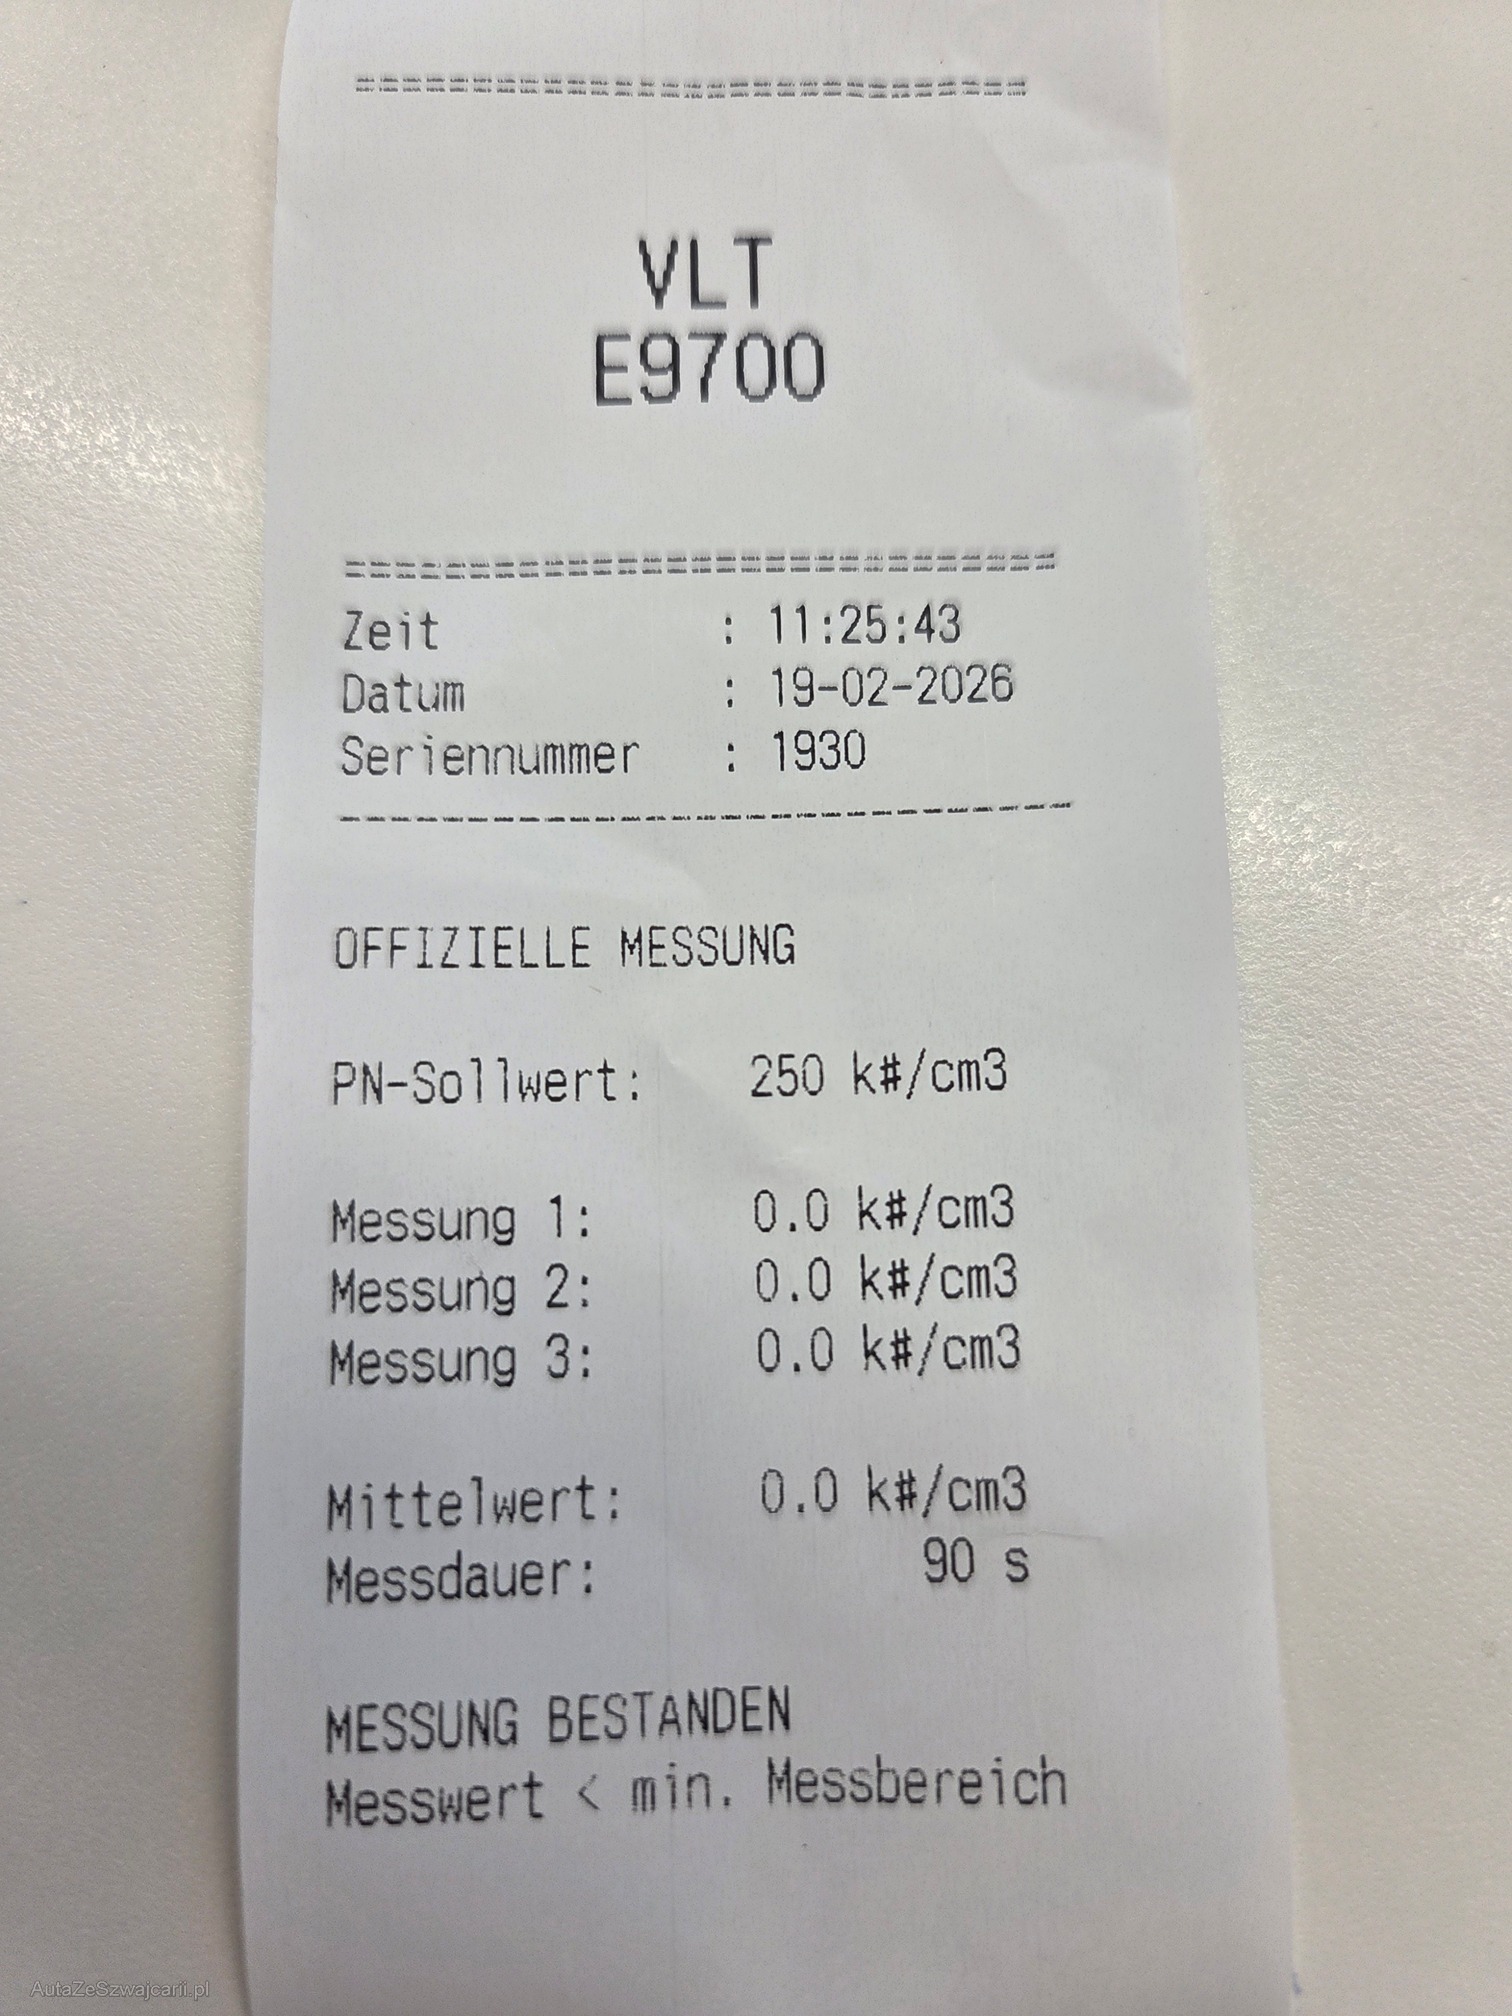 VLT
E9700
Zeit : 11:25:43
Datum : 19-02-2026
Seriennummer : 1930
OFFIZIELLE MESSUNG
PN-Sollwert: 250 k#/cm3
Messung 1: 0.0 k#/cm3
Messung 2: 0.0 k#/cm3
Messung 3: 0.0 k#/cm3
Mittelwert: 0.0 k#/cm3
Messdauer: 90 s
MESSUNG BESTANDEN
Messwert < min. Messbereich
AutaZeSzwajcarii.pl